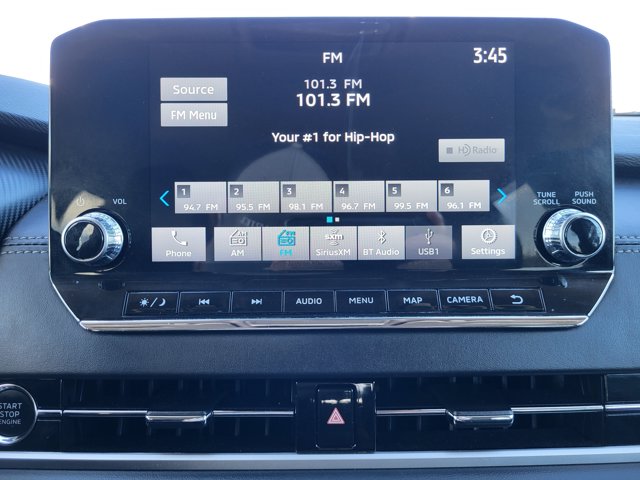 FM
3:45
Source
101.3 FM
101.3 FM
FM Menu
Your #1 for Hip-Hop
HD Radio
1 2 3 4 5 6
94.7 FM 95.5 FM 98.1 FM 96.7 FM 99.5 FM 96.1 FM
VOL
TUNE
SCROLL
PUSH
SOUND
Phone AM FM SiriusXM BT Audio USB1 Settings
AUDIO MENU MAP CAMERA
START
STOP
ENGINE